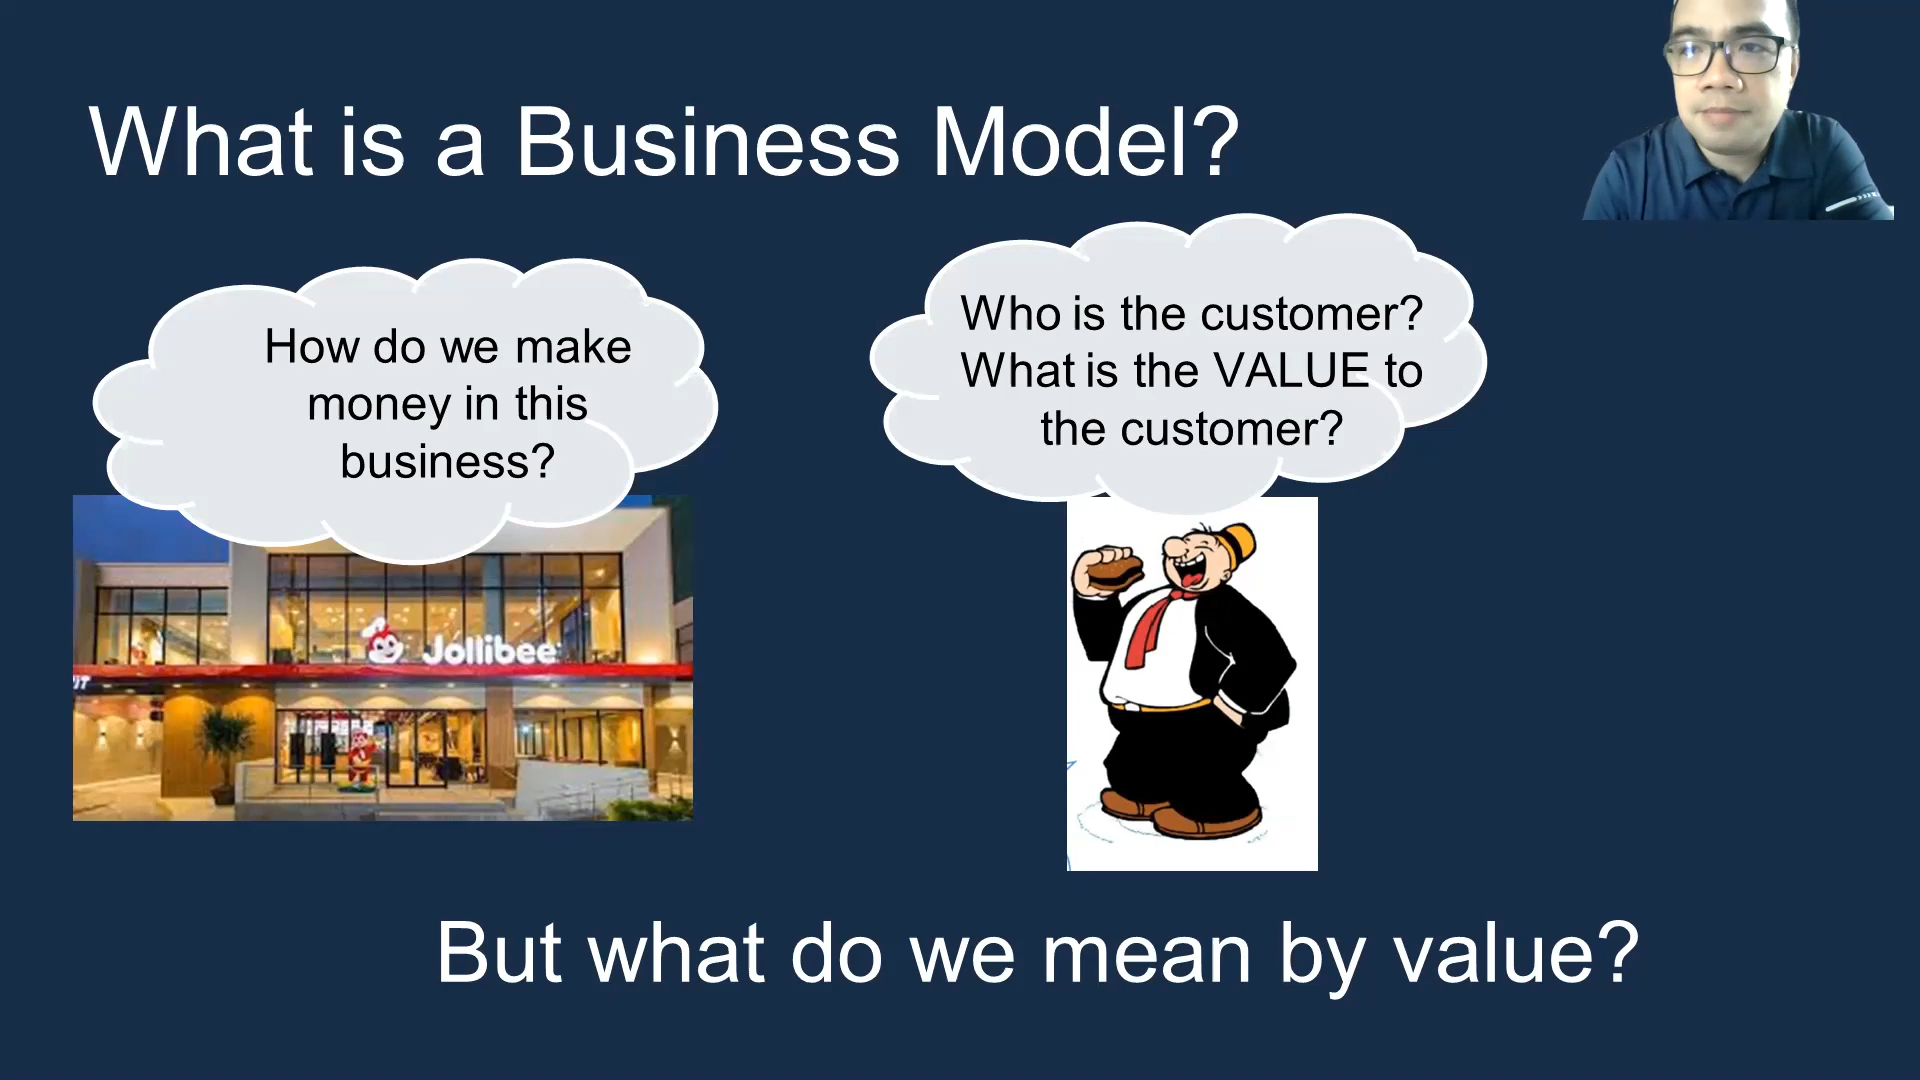 What is a Business Model?
How do we make
money in this
business?
Who is the customer?
What is the VALUE to
the customer?
Jollibee
But what do we mean by value?